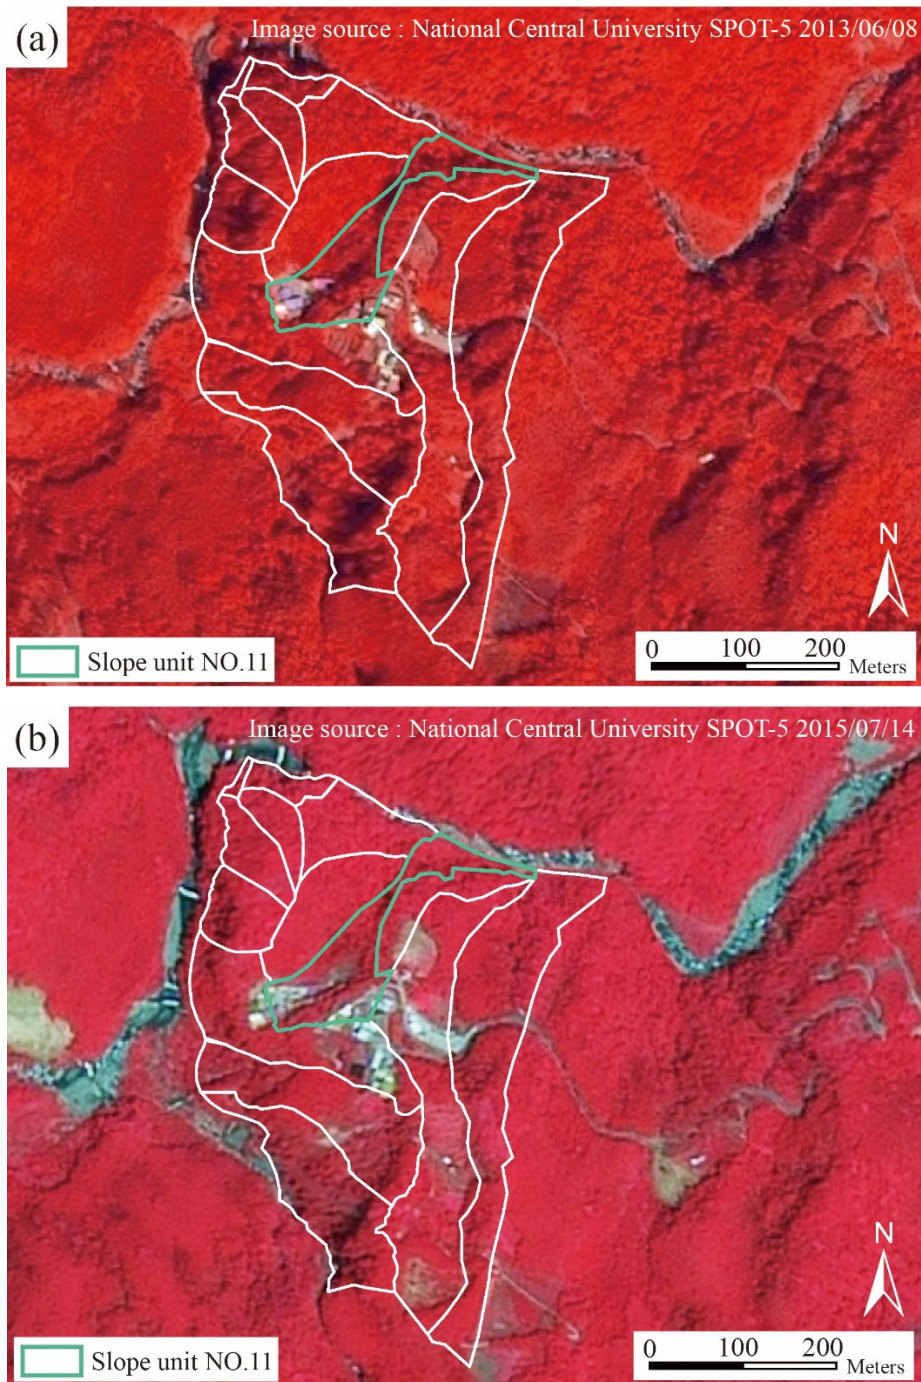 (a)
Image source : National Central University SPOT-5 2013/06/08
N
Slope unit NO.11
0 100 200
Meters
(b)
Image source : National Central University SPOT-5 2015/07/14
N
Slope unit NO.11
0 100 200
Meters